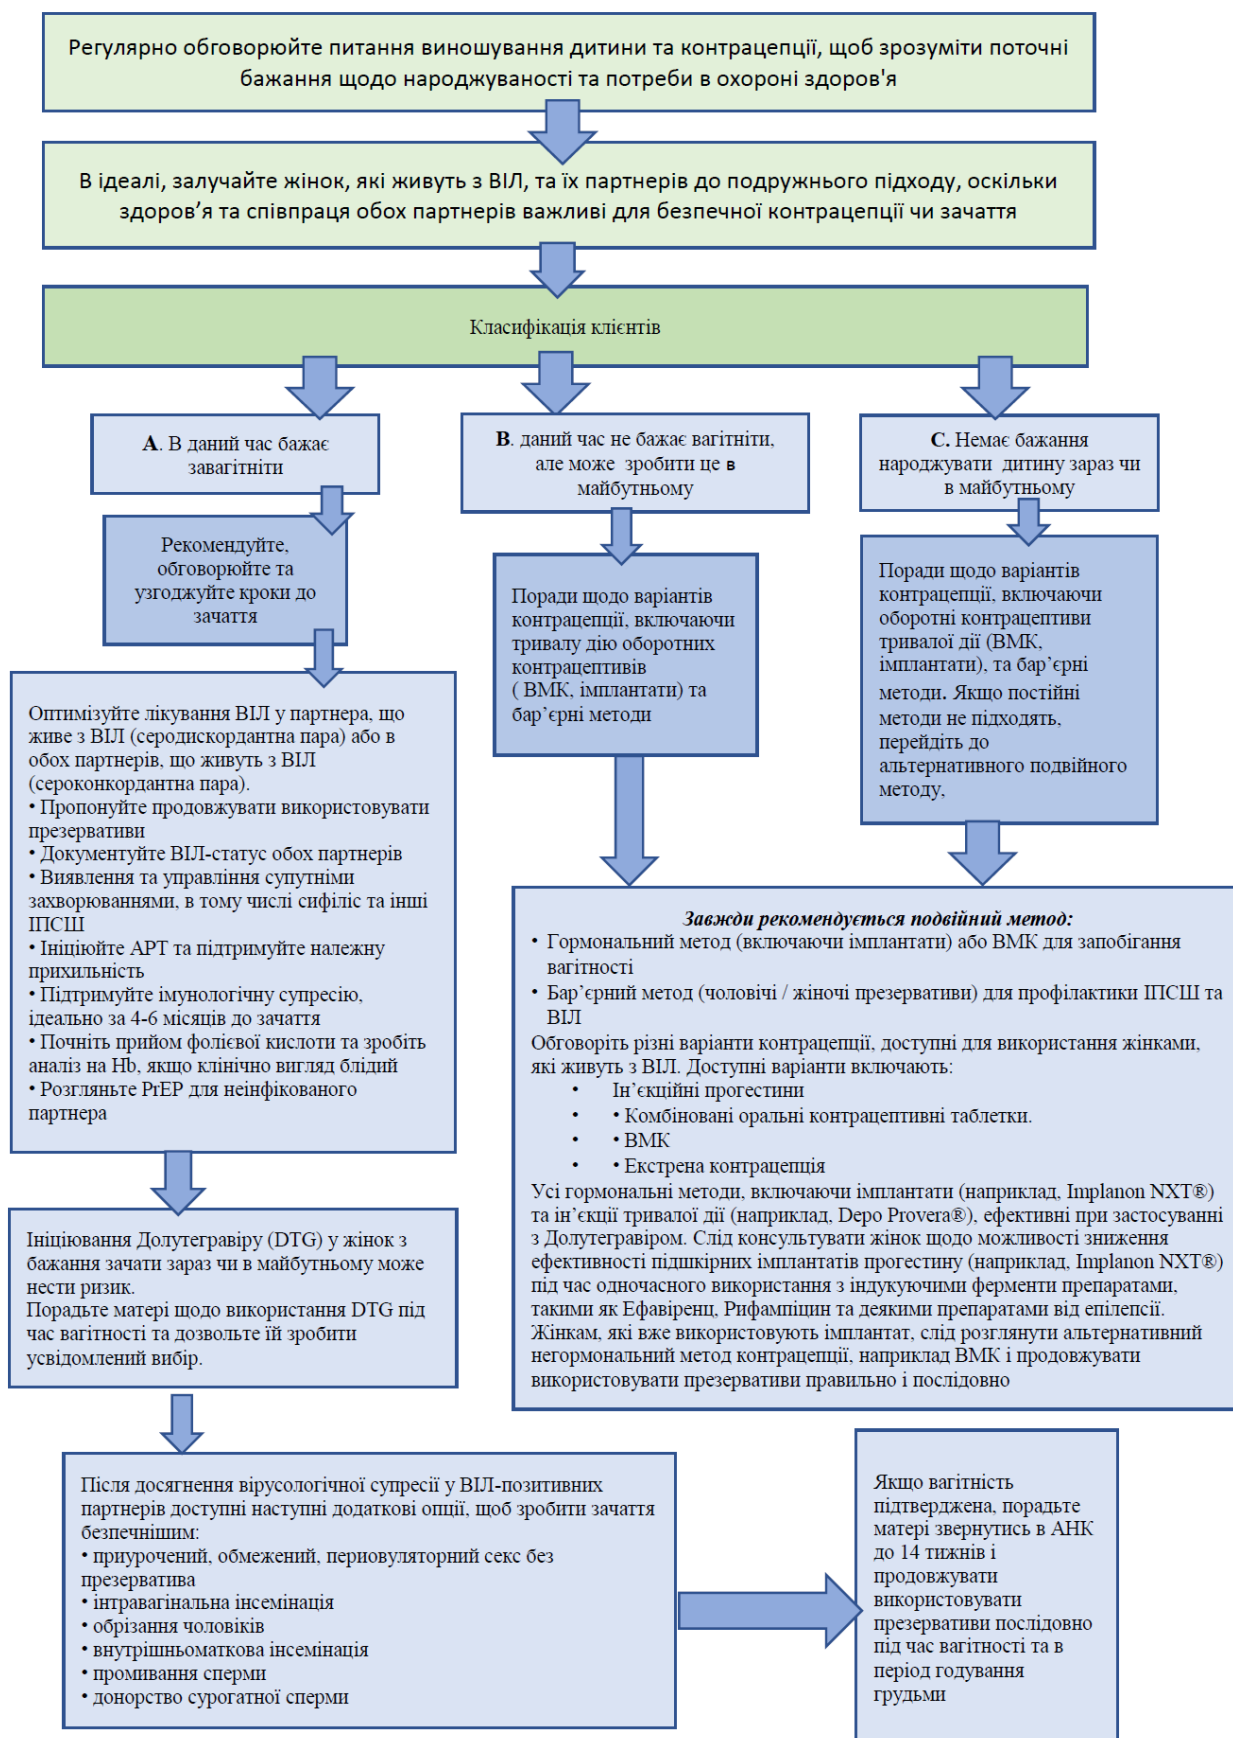 Регулярно обговорюйте питання виношування дитини та контрацепції, щоб зрозуміти поточні
бажання щодо народжуваності та потреби в охороні здоров'я
В ідеалі, залучайте жінок, які живуть з ВІЛ, та їх партнерів до подружнього підходу, оскільки
здоров’я та співпраця обох партнерів важливі для безпечної контрацепції чи зачаття
Класифікація клієнтів
А. В даний час бажає
завагітніти
Рекомендуйте,
обговорюйте та
узгоджуйте кроки до
зачаття
Оптимізуйте лікування ВІЛ у партнера, що
живе з ВІЛ (серодискордантна пара) або в
обох партнерів, що живуть з ВІЛ
(сероконкордантна пара).
• Пропонуйте продовжувати використовувати
презервативи
• Документуйте ВІЛ-статус обох партнерів
• Виявлення та управління супутніми
захворюваннями, в тому числі сифіліс та інші
ІПСШ
• Ініціюйте АРТ та підтримуйте належну
прихильність
• Підтримуйте імунологічну супресію,
ідеально за 4-6 місяців до зачаття
• Почніть прийом фолієвої кислоти та зробіть
аналіз на Hb, якщо клінічно вигляд блідий
• Розгляньте PrEP для неінфікованого
партнера
Ініціювання Долутегравіру (DTG) у жінок з
бажання зачати зараз чи в майбутньому може
нести ризик.
Порадьте матері щодо використання DTG під
час вагітності та дозвольте їй зробити
усвідомлений вибір.
В. даний час не бажає вагітніти,
але може зробити це в
майбутньому
Поради щодо варіантів
контрацепції, включаючи
тривалу дію оборотних
контрацептивів
( ВМК, імплантати) та
бар’єрні методи
С. Немає бажання
народжувати дитину зараз чи
в майбутньому
Поради щодо варіантів
контрацепції, включаючи
оборотні контрацептиви
тривалої дії (ВМК,
імплантати), та бар’єрні
методи. Якщо постійні
методи не підходять,
перейдіть до
альтернативного подвійного
методу,
Завжди рекомендується подвійний метод:
• Гормональний метод (включаючи імплантати) або ВМК для запобігання
вагітності
• Бар’єрний метод (чоловічі / жіночі презервативи) для профілактики ІПСШ та
ВІЛ
Обговоріть різні варіанти контрацепції, доступні для використання жінками,
які живуть з ВІЛ. Доступні варіанти включають:
• Ін’єкційні прогестини
• • Комбіновані оральні контрацептивні таблетки.
• • ВМК
• • Екстрена контрацепція
Усі гормональні методи, включаючи імплантати (наприклад, Implanon NXT®)
та ін’єкції тривалої дії (наприклад, Depo Provera®), ефективні при застосуванні
з Долутегравіром. Слід консультувати жінок щодо можливості зниження
ефективності підшкірних імплантатів прогестину (наприклад, Implanon NXT®)
під час одночасного використання з індукуючими ферменти препаратами,
такими як Ефавіренц, Рифампіцин та деякими препаратами від епілепсії.
Жінкам, які вже використовують імплантат, слід розглянути альтернативний
негормональний метод контрацепції, наприклад ВМК і продовжувати
використовувати презервативи правильно і послідовно
Після досягнення вірусологічної супресії у ВІЛ-позитивних
партнерів доступні наступні додаткові опції, щоб зробити зачаття
безпечнішим:
• приурочений, обмежений, периовуляторний секс без
презерватива
• інтравагінальна інсемінація
• обрізання чоловіків
• внутрішньоматкова інсемінація
• промивання сперми
• донорство сурогатної сперми
Якщо вагітність
підтверджена, порадьте
матері звернутись в АНК
до 14 тижнів і
продовжувати
використовувати
презервативи послідовно
під час вагітності та в
період годування
грудьми